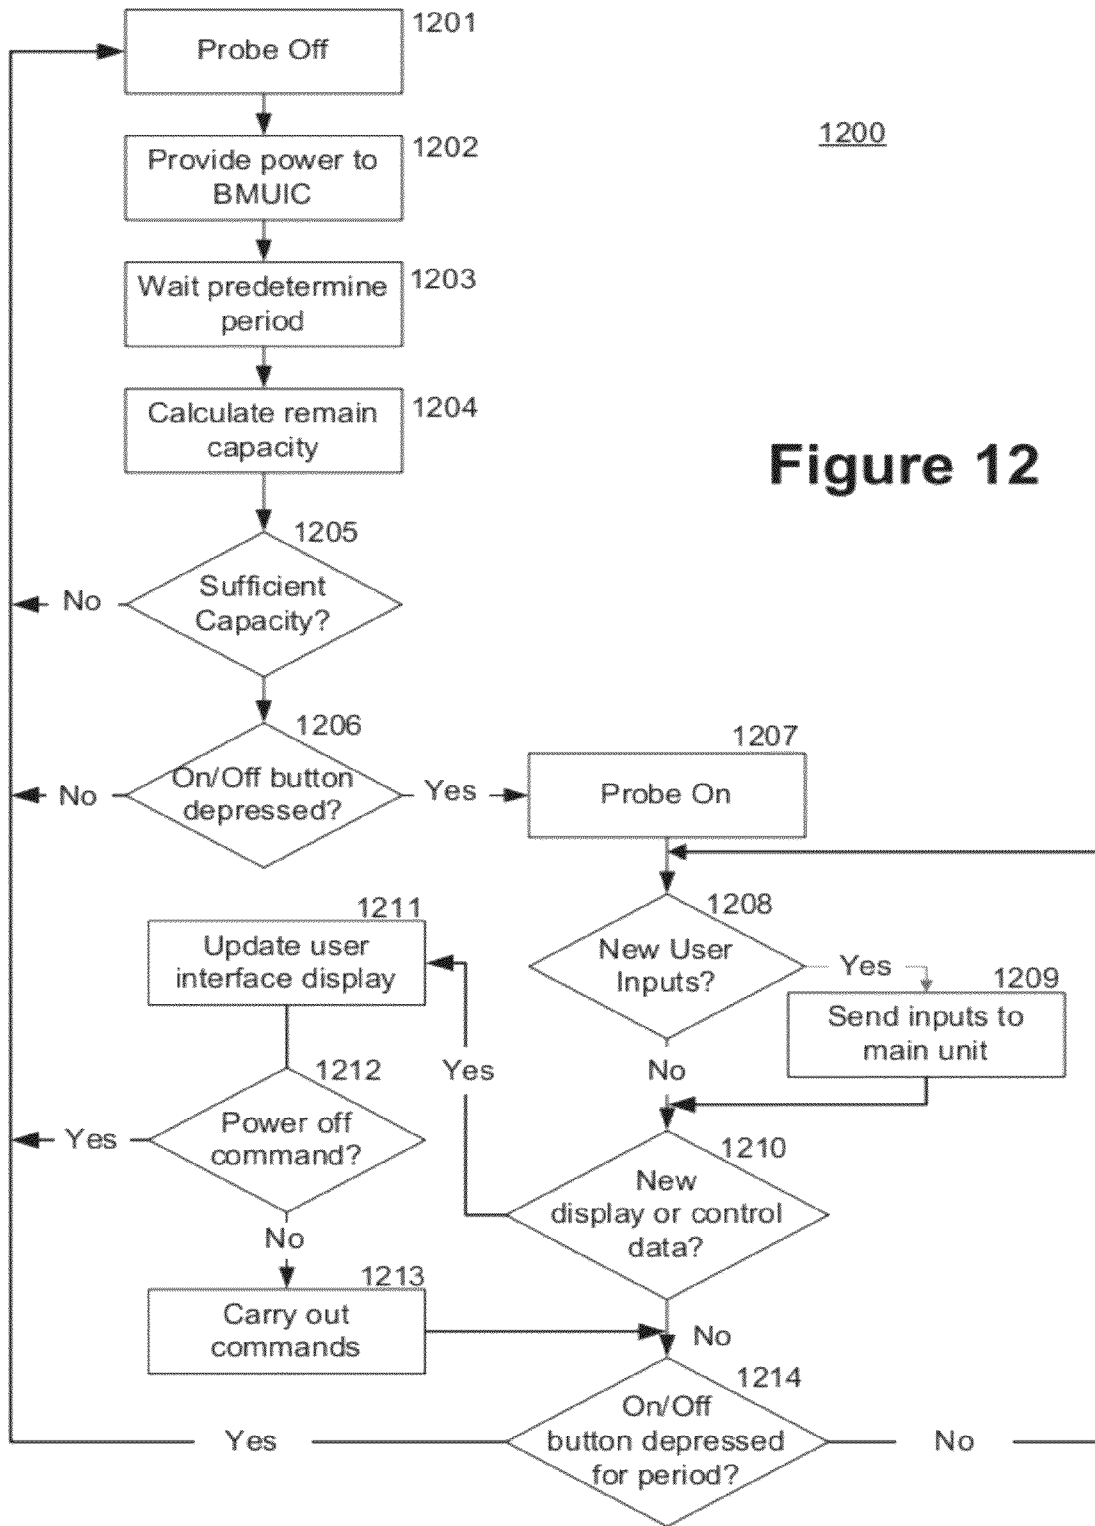 1201
Probe Off
1200
1202
Provide power to
BMUIC
1203
Wait predetermine
period
1204
Calculate remain
capacity
Figure 12
1205
Sufficient
Capacity?
No
1206
On/Off button
depressed?
No
Yes
1207
Probe On
1208
New User
Inputs?
Yes
1209
Send inputs to
main unit
No
1210
New
display or control
data?
Yes
1211
Update user
interface display
1212
Power off
command?
Yes
No
1213
Carry out
commands
No
1214
On/Off
button depressed
for period?
Yes
No